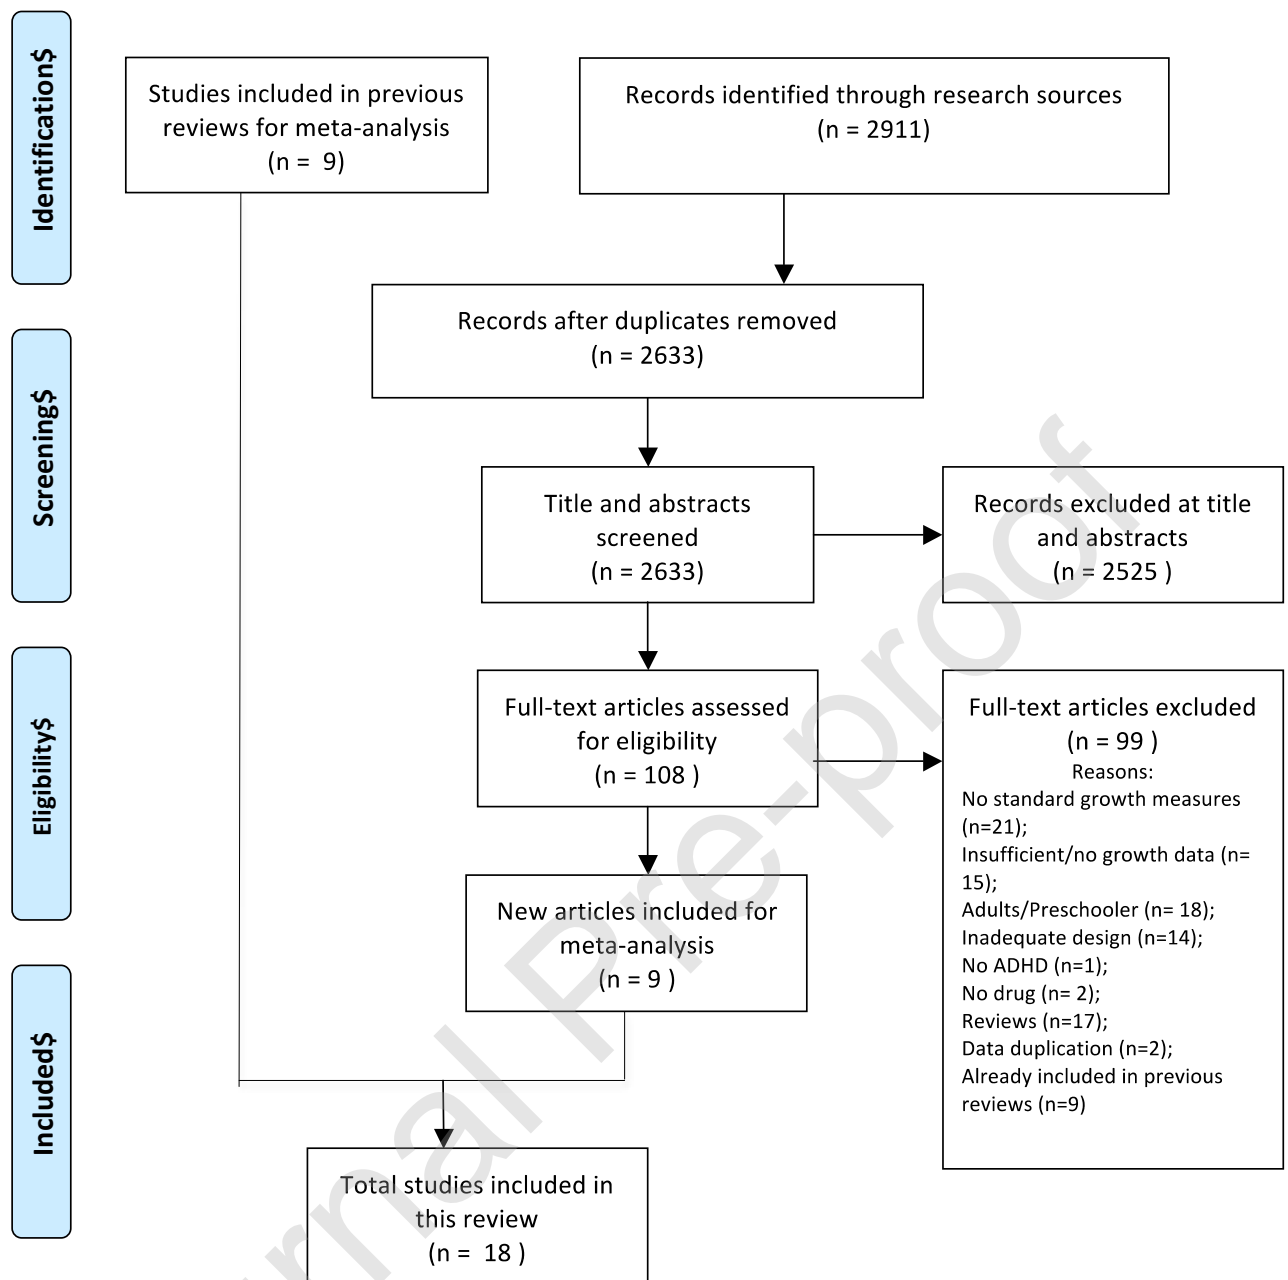 Identification$
Studies included in previous
reviews for meta-analysis
(n =  9)
Records identified through research sources
(n = 2911)
Screening$
Records after duplicates removed
(n = 2633)
Title and abstracts
screened
(n = 2633)
Records excluded at title
and abstracts
(n = 2525 )
Eligibility$
Full-text articles assessed
for eligibility
(n = 108 )
Full-text articles excluded
(n = 99 )
Reasons:
No standard growth measures
(n=21);
Insufficient/no growth data (n=
15);
Adults/Preschooler (n= 18);
Inadequate design (n=14);
No ADHD (n=1);
No drug (n= 2);
Reviews (n=17);
Data duplication (n=2);
Already included in previous
reviews (n=9)
New articles included for
meta-analysis
(n = 9 )
Included$
Total studies included in
this review
(n =  18 )
rnal Pre-proof